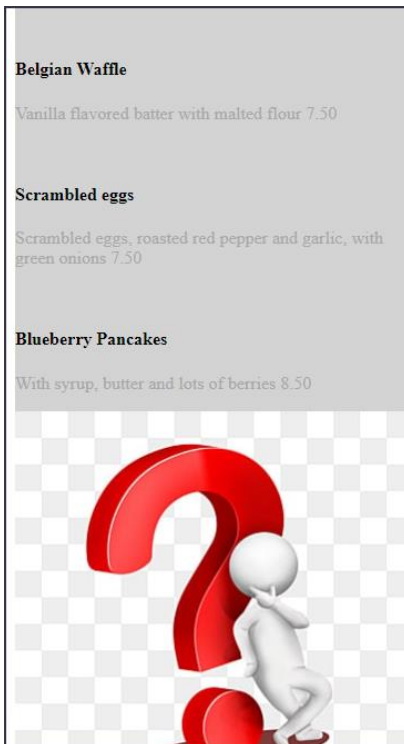 Belgian Waffle
Vanilla flavored batter with malted flour 7.50
Scrambled eggs
Scrambled eggs, roasted red pepper and garlic, with
green onions 7.50
Blueberry Pancakes
With syrup, butter and lots of berries 8.50